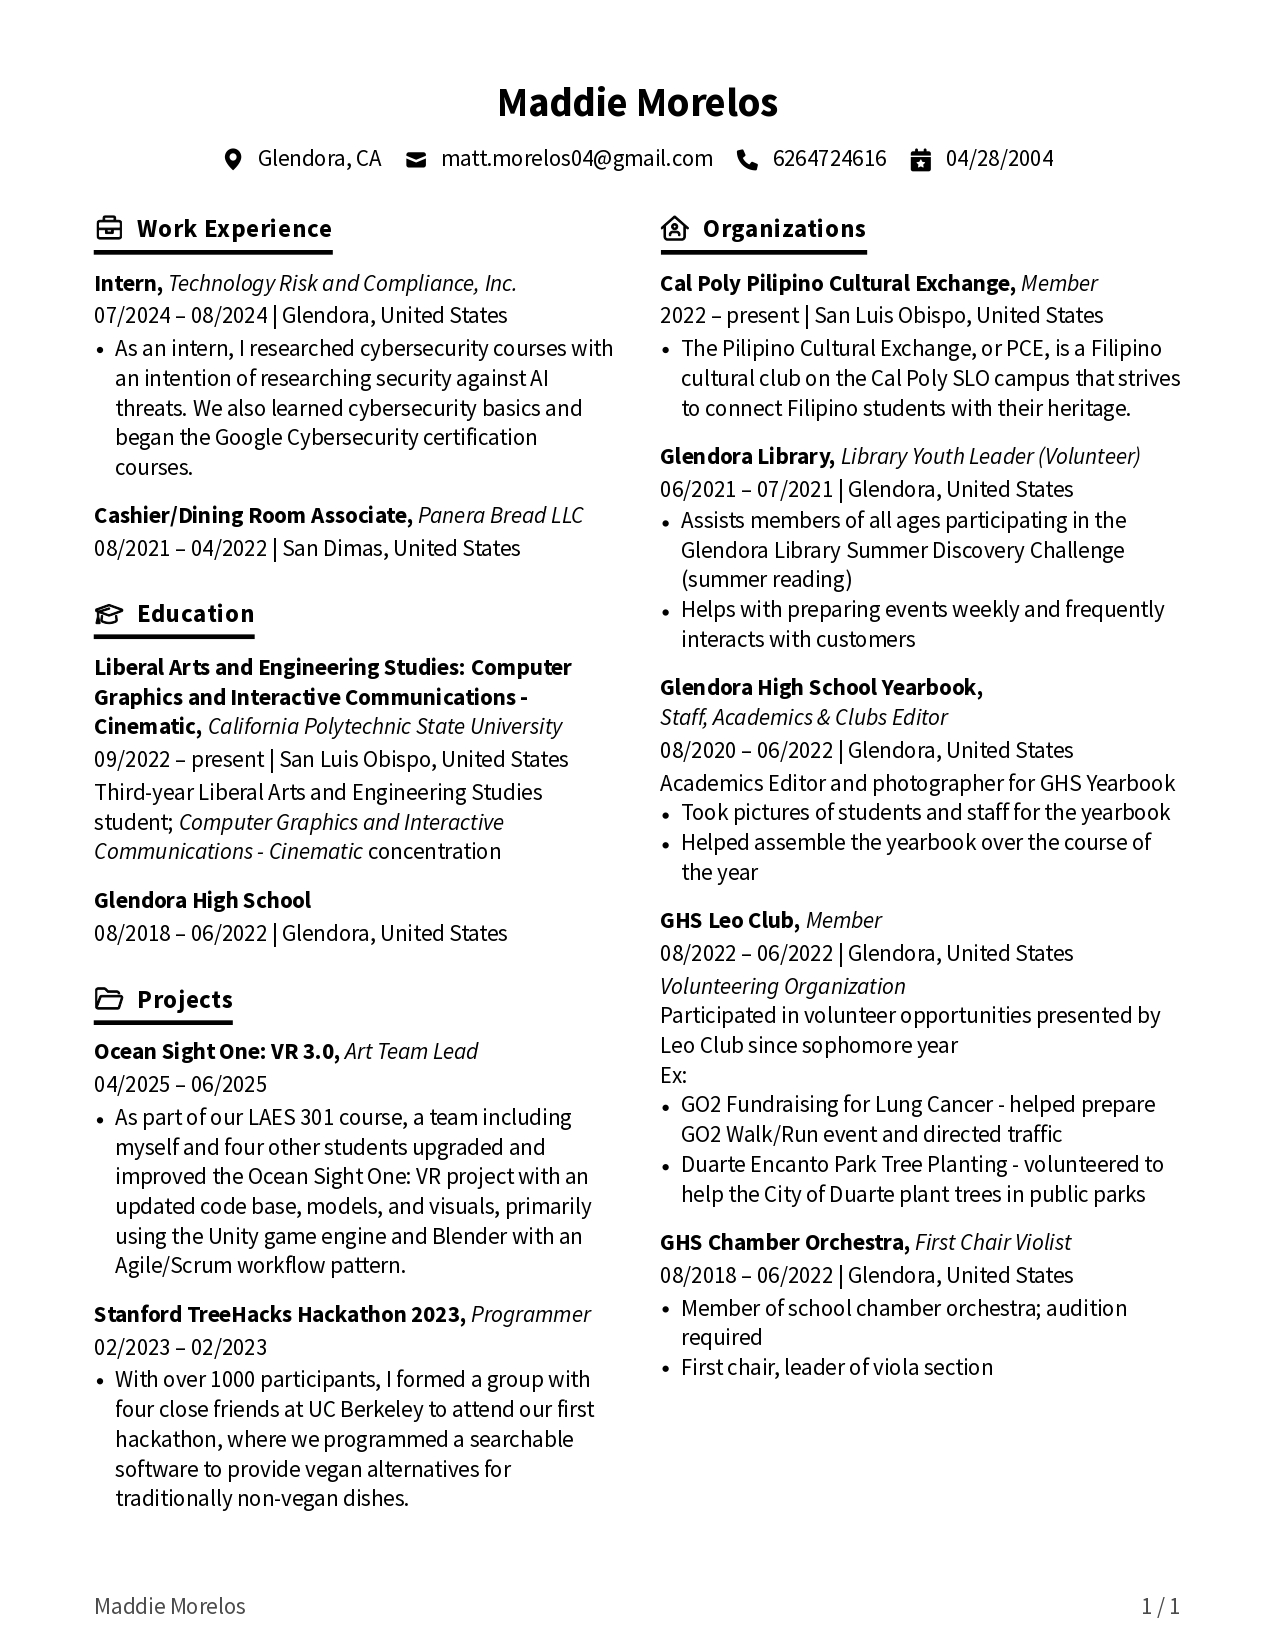 Maddie Morelos
Glendora, CA matt.morelos04@gmail.com 6264724616 04/28/2004
Work Experience
Intern, Technology Risk and Compliance, Inc.
07/2024 – 08/2024 | Glendora, United States
• As an intern, I researched cybersecurity courses with
an intention of researching security against AI
threats. We also learned cybersecurity basics and
began the Google Cybersecurity certification
courses.
Cashier/Dining Room Associate, Panera Bread LLC
08/2021 – 04/2022 | San Dimas, United States
Education
Liberal Arts and Engineering Studies: Computer
Graphics and Interactive Communications -
Cinematic, California Polytechnic State University
09/2022 – present | San Luis Obispo, United States
Third-year Liberal Arts and Engineering Studies
student; Computer Graphics and Interactive
Communications - Cinematic concentration
Glendora High School
08/2018 – 06/2022 | Glendora, United States
Projects
Ocean Sight One: VR 3.0, Art Team Lead
04/2025 – 06/2025
• As part of our LAES 301 course, a team including
myself and four other students upgraded and
improved the Ocean Sight One: VR project with an
updated code base, models, and visuals, primarily
using the Unity game engine and Blender with an
Agile/Scrum workflow pattern.
Stanford TreeHacks Hackathon 2023, Programmer
02/2023 – 02/2023
• With over 1000 participants, I formed a group with
four close friends at UC Berkeley to attend our first
hackathon, where we programmed a searchable
software to provide vegan alternatives for
traditionally non-vegan dishes.
Organizations
Cal Poly Pilipino Cultural Exchange, Member
2022 – present | San Luis Obispo, United States
• The Pilipino Cultural Exchange, or PCE, is a Filipino
cultural club on the Cal Poly SLO campus that strives
to connect Filipino students with their heritage.
Glendora Library, Library Youth Leader (Volunteer)
06/2021 – 07/2021 | Glendora, United States
• Assists members of all ages participating in the
Glendora Library Summer Discovery Challenge
(summer reading)
• Helps with preparing events weekly and frequently
interacts with customers
Glendora High School Yearbook,
Staff, Academics & Clubs Editor
08/2020 – 06/2022 | Glendora, United States
Academics Editor and photographer for GHS Yearbook
• Took pictures of students and staff for the yearbook
• Helped assemble the yearbook over the course of
the year
GHS Leo Club, Member
08/2022 – 06/2022 | Glendora, United States
Volunteering Organization
Participated in volunteer opportunities presented by
Leo Club since sophomore year
Ex:
• GO2 Fundraising for Lung Cancer - helped prepare
GO2 Walk/Run event and directed traffic
• Duarte Encanto Park Tree Planting - volunteered to
help the City of Duarte plant trees in public parks
GHS Chamber Orchestra, First Chair Violist
08/2018 – 06/2022 | Glendora, United States
• Member of school chamber orchestra; audition
required
• First chair, leader of viola section
Maddie Morelos 1 / 1